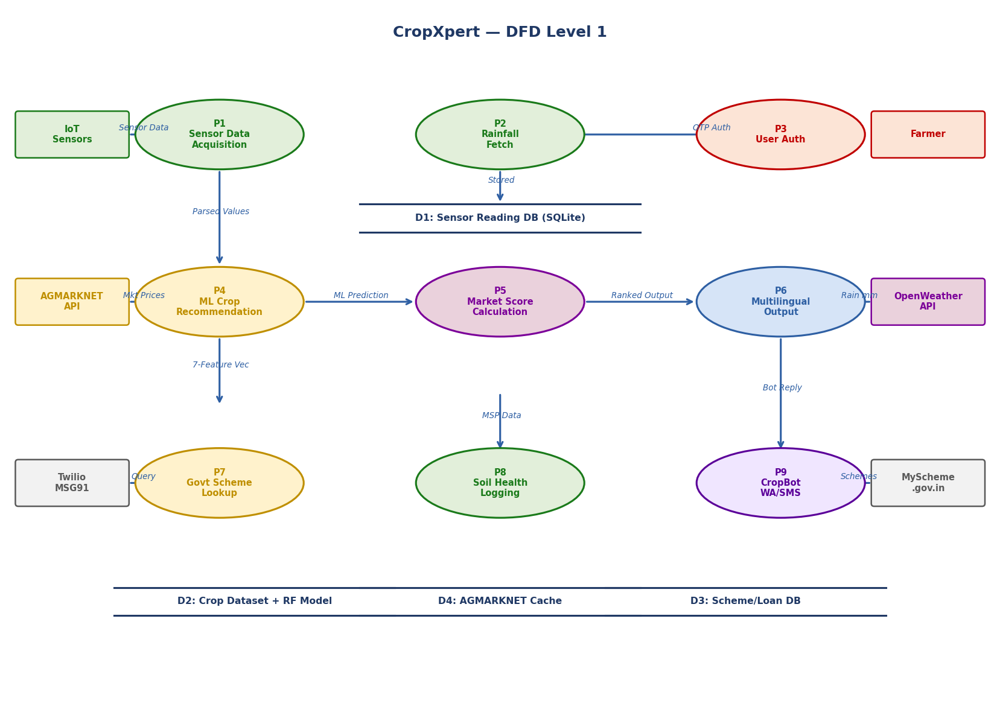 CropXpert — DFD Level 1
IoT
Sensors
Sensor Data
P1
Sensor Data
Acquisition
P2
Rainfall
Fetch
OTP Auth
P3
User Auth
Farmer
Stored
Parsed Values
D1: Sensor Reading DB (SQLite)
AGMARKNET
API
Mkt Prices
P4
ML Crop
Recommendation
ML Prediction
P5
Market Score
Calculation
Ranked Output
P6
Multilingual
Output
Rain mm
OpenWeather
API
7-Feature Vec
Bot Reply
MSP Data
Twilio
MSG91
Query
P7
Govt Scheme
Lookup
P8
Soil Health
Logging
P9
CropBot
WA/SMS
Schemes
MyScheme
.gov.in
D2: Crop Dataset + RF Model
D4: AGMARKNET Cache
D3: Scheme/Loan DB